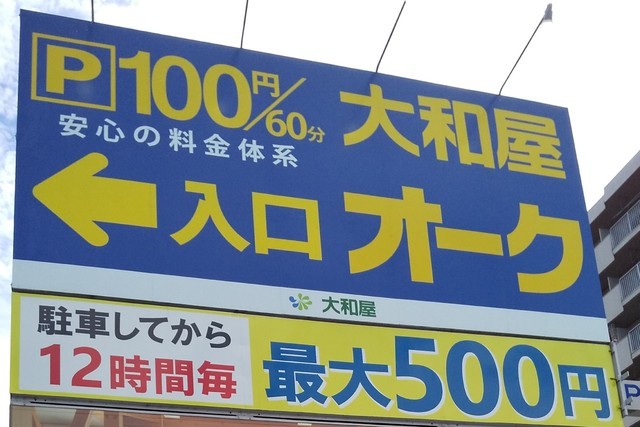 P 100円/60分 大和屋
安心の料金体系
←入口 オーク
大和屋
駐車してから
12時間毎 最大500円
P